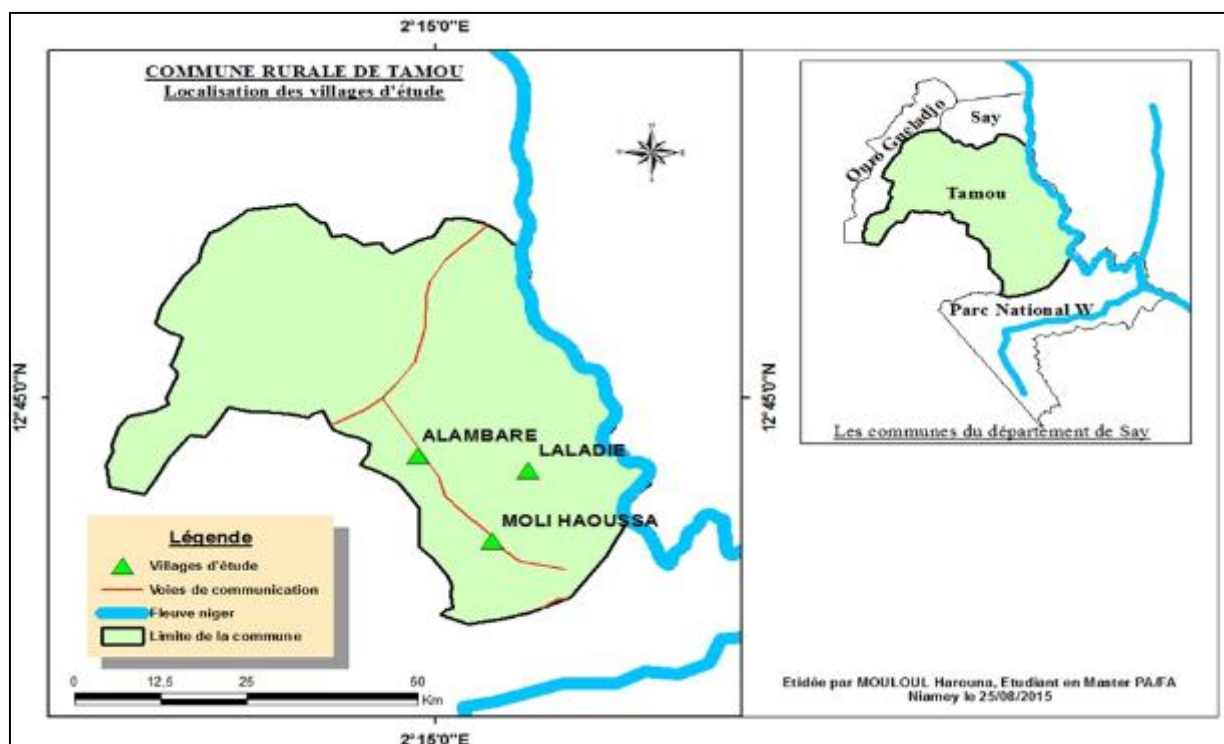 2°15'0"E
COMMUNE RURALE DE TAMOU
Localisation des villages d'étude
12°45'0"N
ALAMBARE
LALADIE
MOLI HAOUSSA
Légende
Villages d'étude
Voies de communication
Fleuve niger
Limite de la commune
0 12,5 25 50
Km
2°15'0"E
12°45'0"N
Ouro Gueladjo
Say
Tamou
Parc National W
Les communes du département de Say
Etidée par MOULOUL Harouna, Etudiant en Master PA/FA
Niamey le 25/08/2015